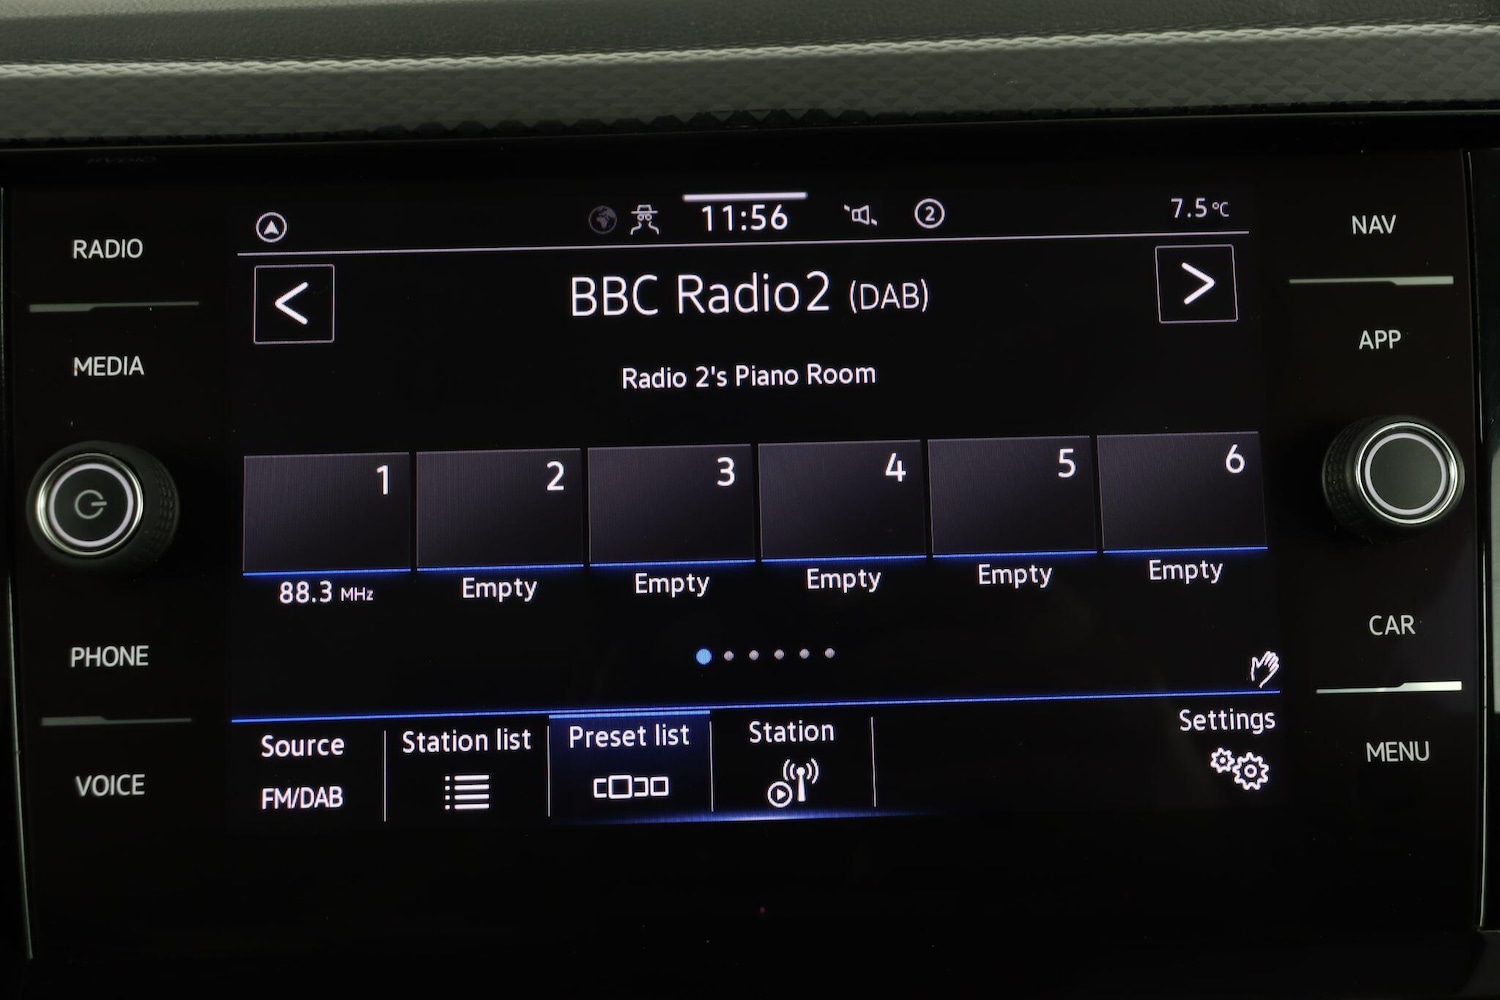 RADIO
MEDIA
PHONE
VOICE
11:56
2
7.5°C
<
BBC Radio2 (DAB)
>
Radio 2's Piano Room
1
2
3
4
5
6
88.3 MHz
Empty
Empty
Empty
Empty
Empty
Source
FM/DAB
Station list
Preset list
Station
Settings
NAV
APP
CAR
MENU